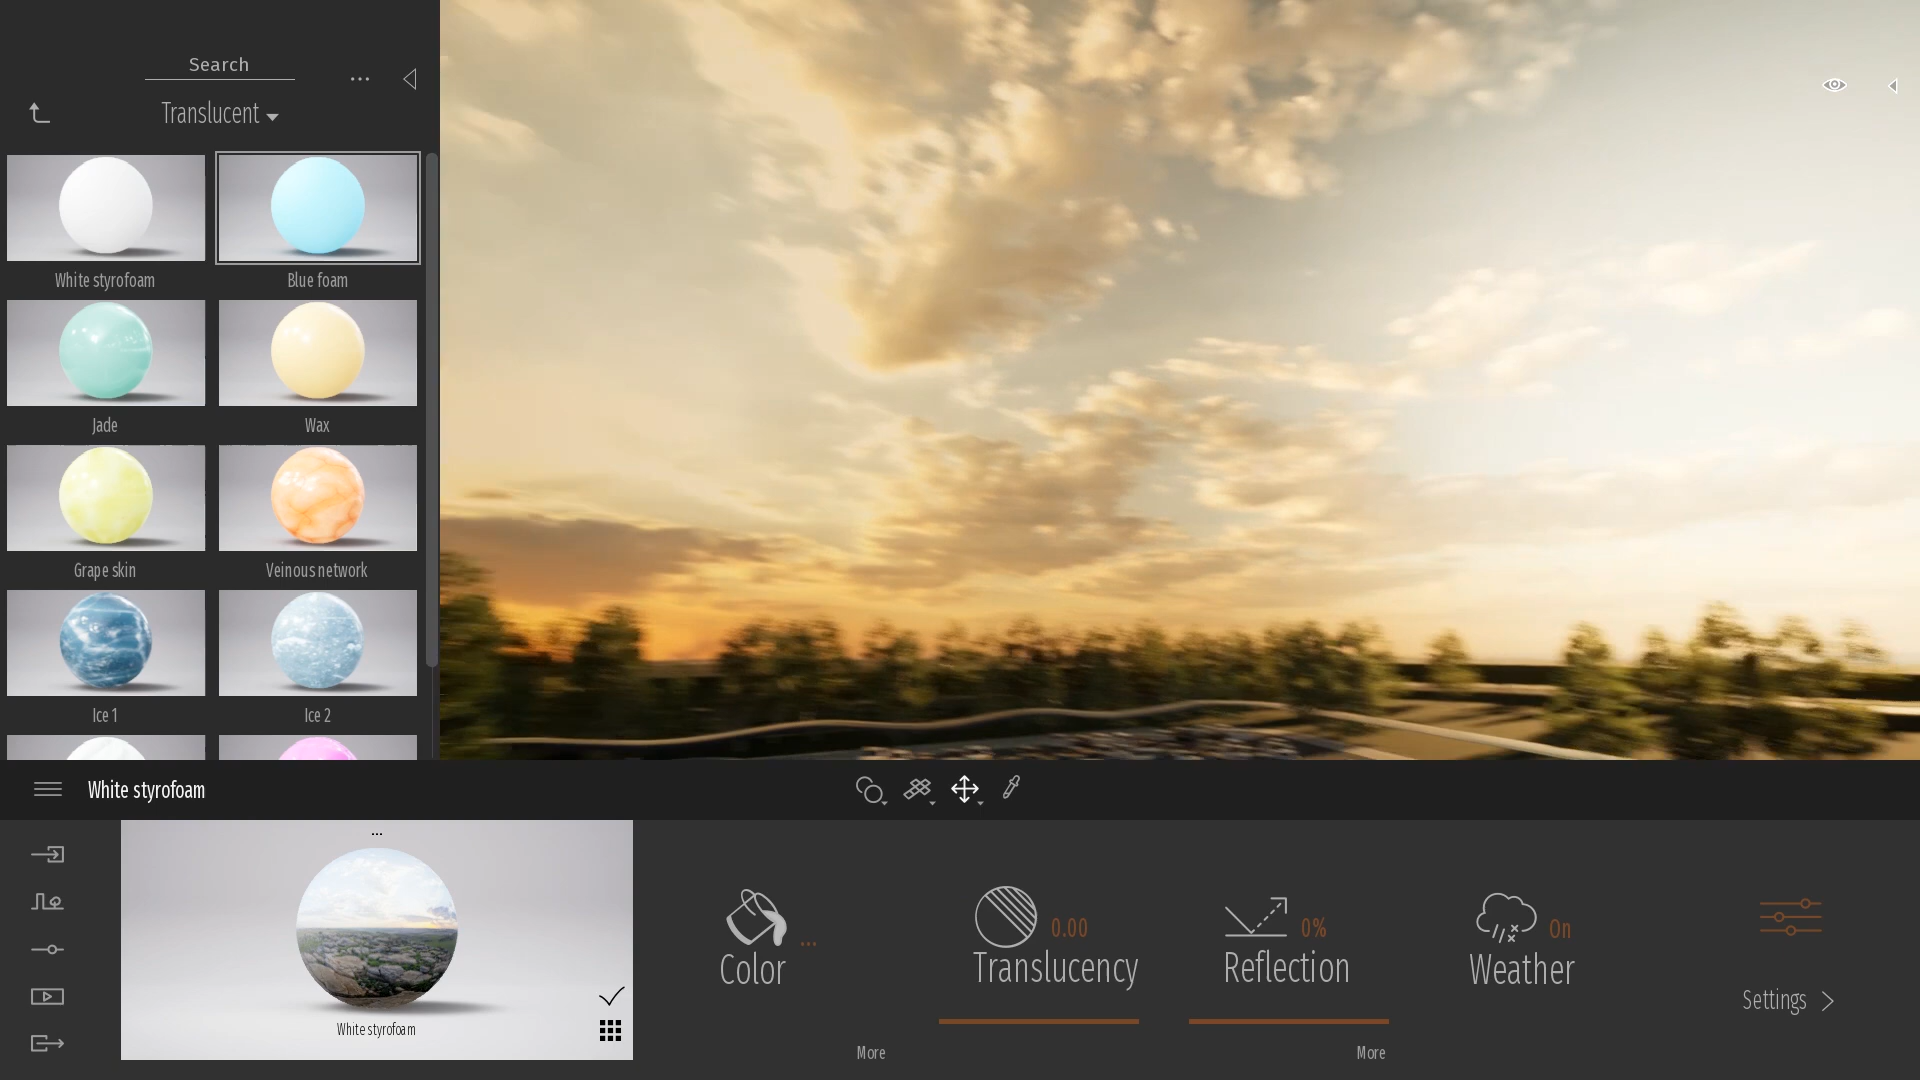 Search
...
Translucent
White styrofoam
Blue foam
Jade
Wax
Grape skin
Veinous network
Ice 1
Ice 2
White styrofoam
...
White styrofoam
...
Color
0.00
Translucency
0%
Reflection
On
Weather
Settings
More
More